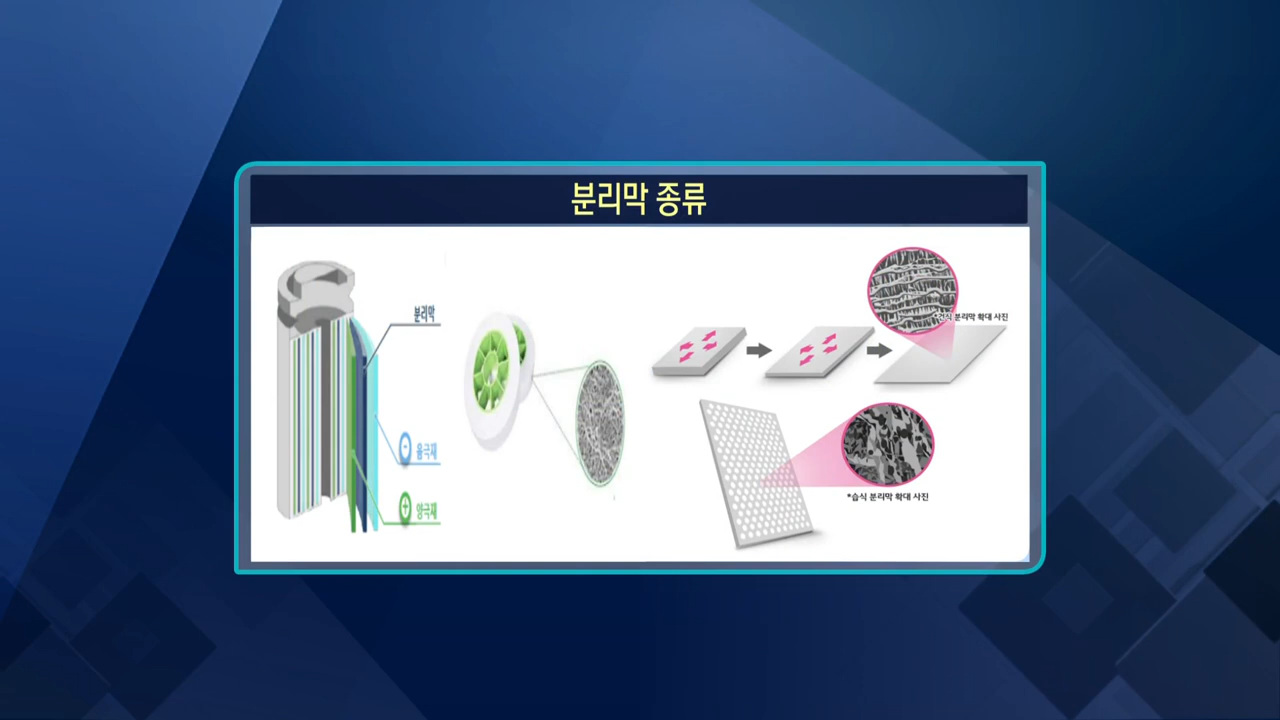 분리막 종류
분리막
음극재
양극재
분리막 확대 사진
*습식 분리막 확대 사진